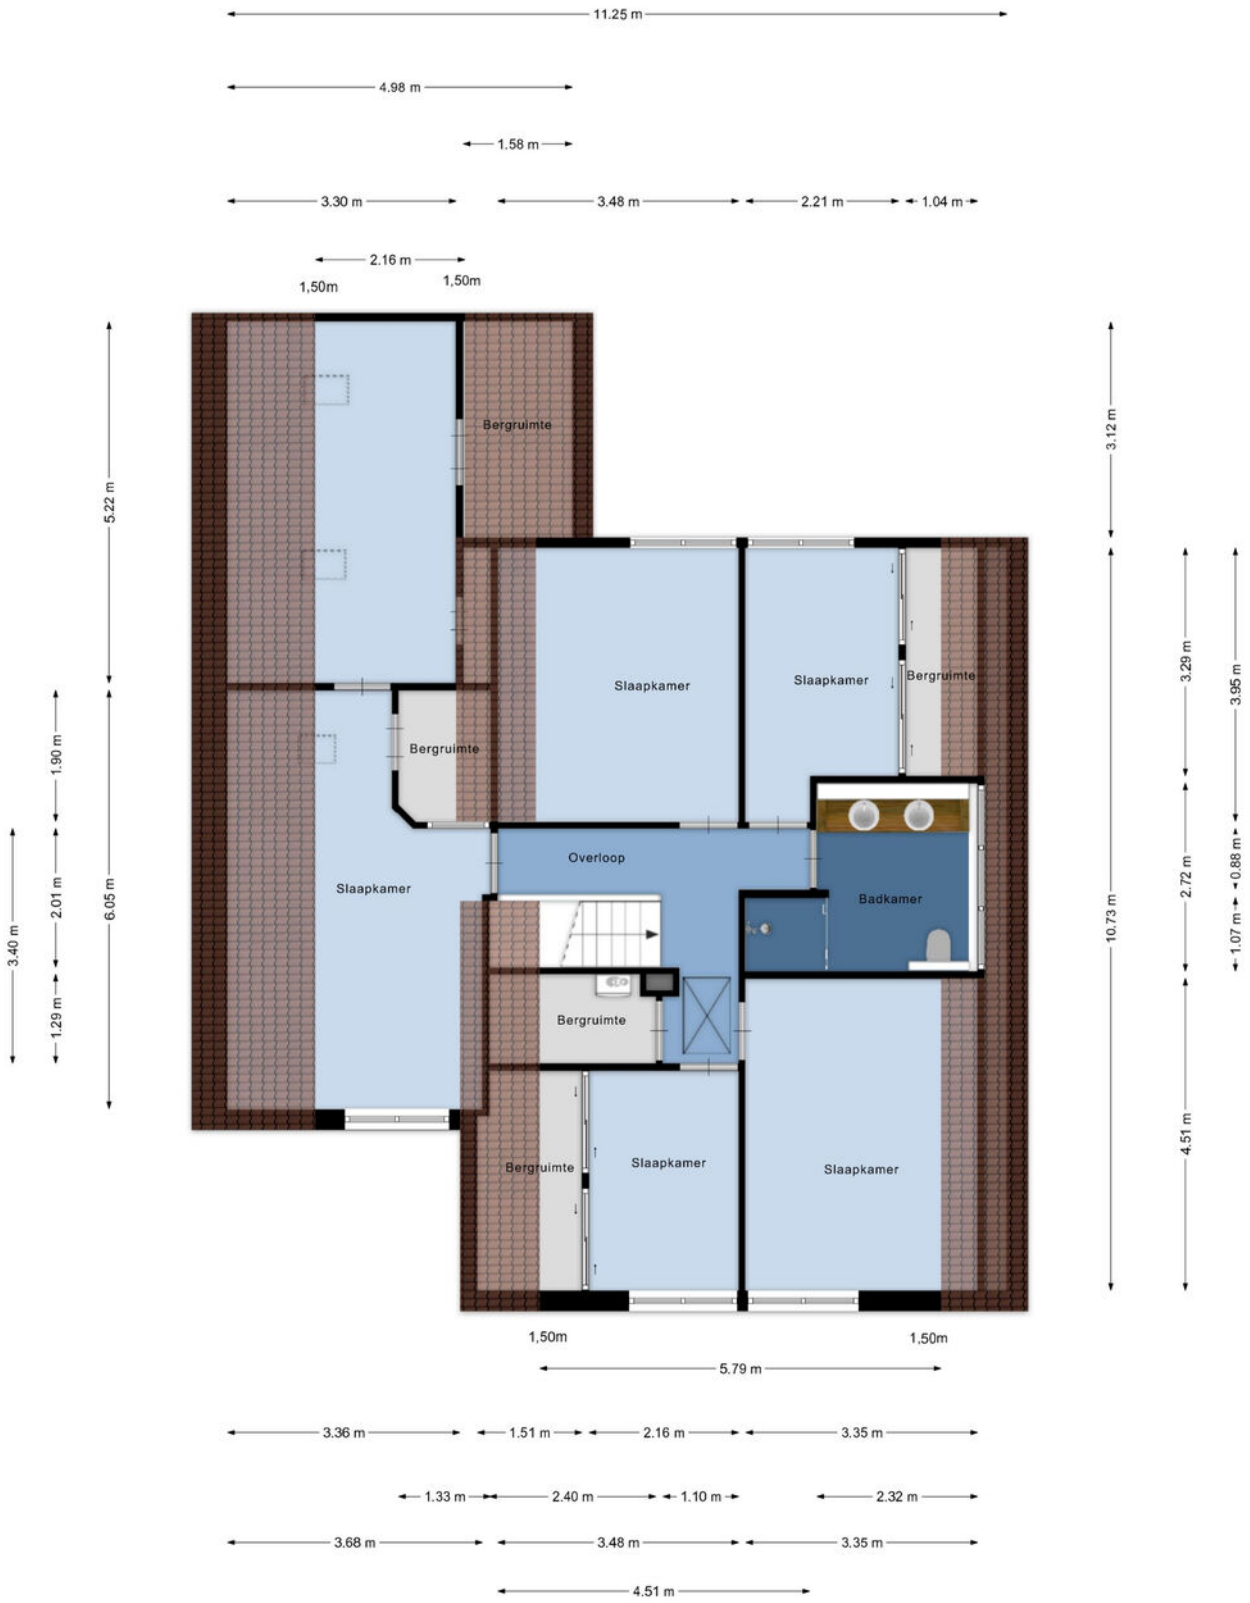 11.25 m
4.98 m
1.58 m
3.30 m
3.48 m
2.21 m
1.04 m
2.16 m
1,50m
1,50m
Bergruimte
3.12 m
5.22 m
Slaapkamer
Slaapkamer
Bergruimte
3.29 m
3.95 m
1.90 m
Bergruimte
Overloop
Slaapkamer
Badkamer
6.05 m
2.01 m
3.40 m
2.72 m
0.88 m
1.07 m
10.73 m
1.29 m
Bergruimte
Bergruimte
Slaapkamer
Slaapkamer
4.51 m
1,50m
1,50m
5.79 m
3.36 m
1.51 m
2.16 m
3.35 m
1.33 m
2.40 m
1.10 m
2.32 m
3.68 m
3.48 m
3.35 m
4.51 m